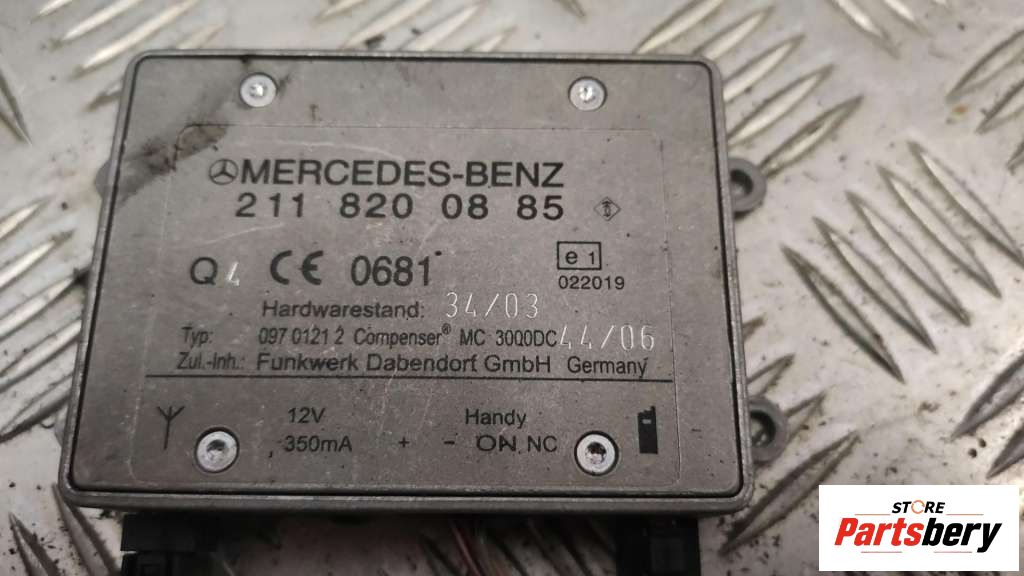 MERCEDES-BENZ
211 820 08 85
Q 4 CE 0681 e 1
022019
Hardwarestand: 34/03
Typ: 097 0121 2 Compenser® MC 3000DC 44/06
Zul.-Inh.: Funkwerk Dabendorf GmbH Germany
12V Handy
350mA + - ON NC
STORE
Partsbery